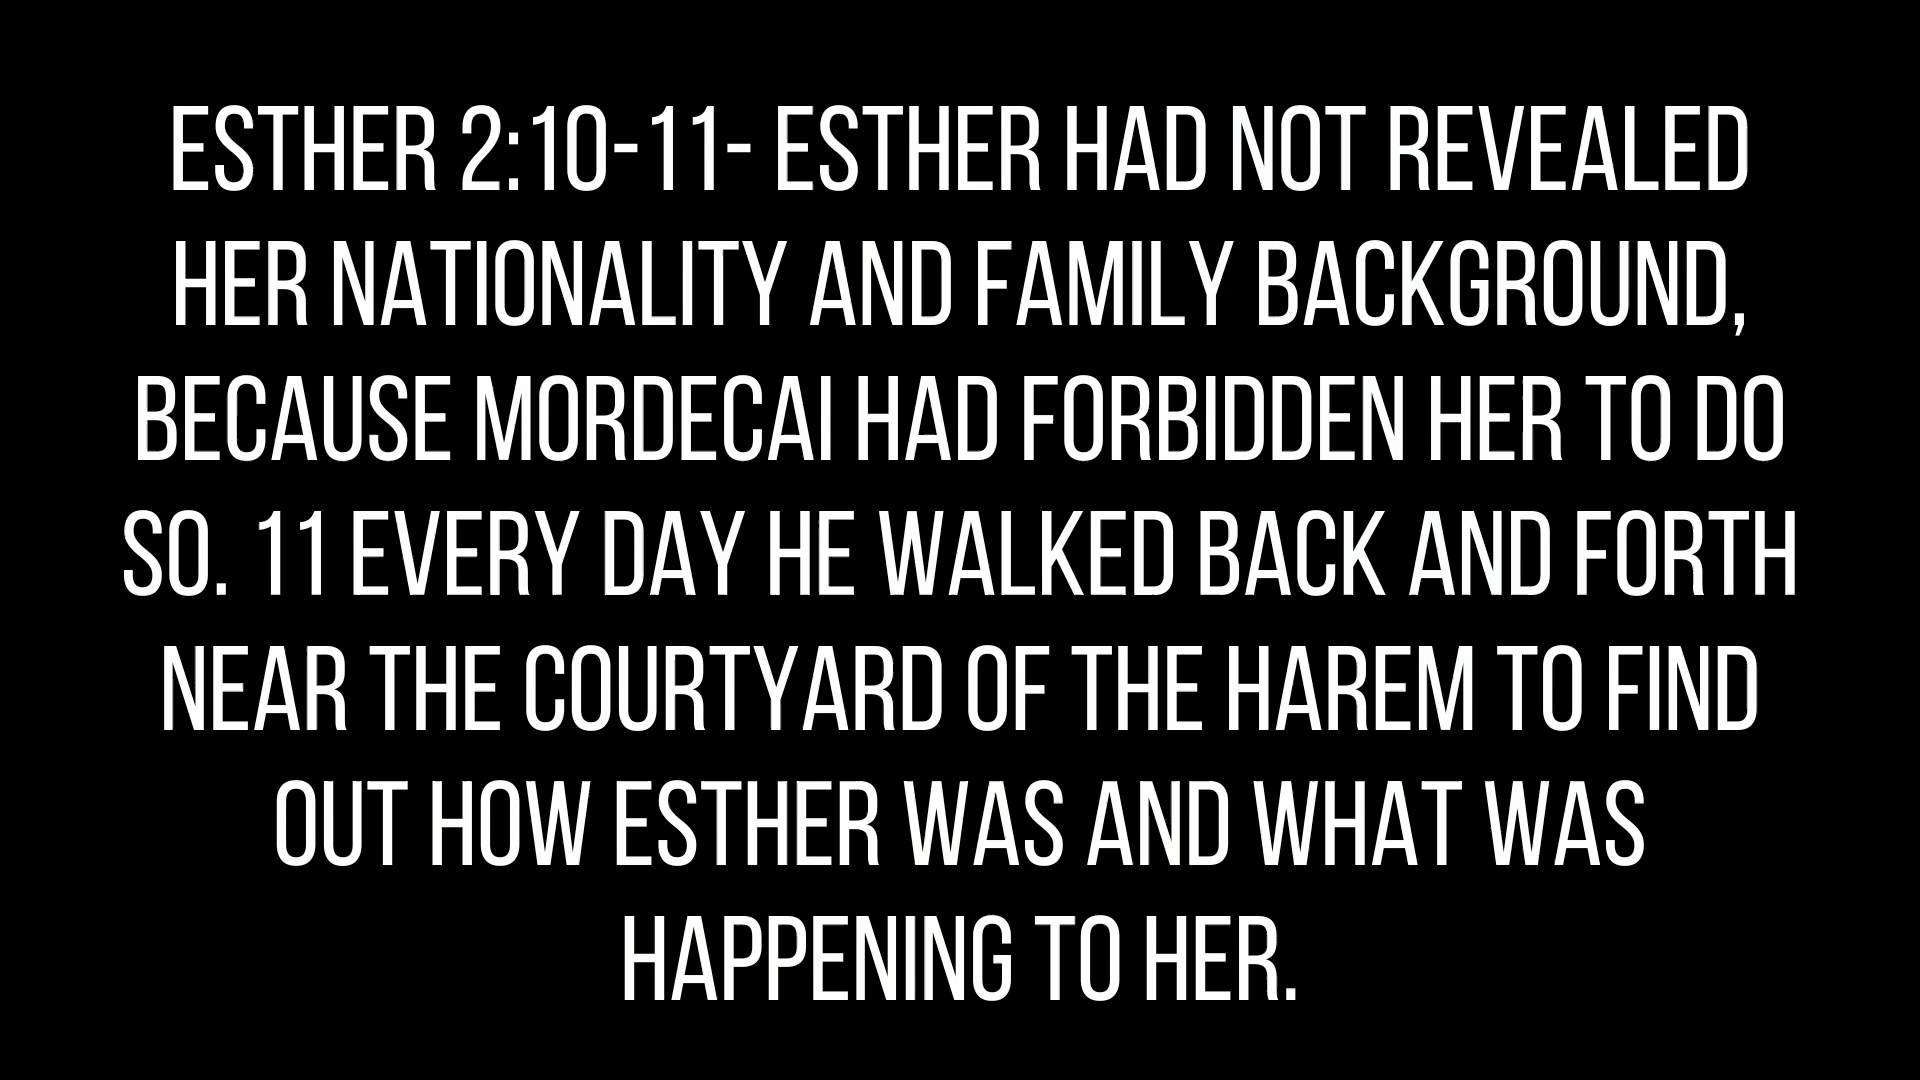 ESTHER 2:10-11- ESTHER HAD NOT REVEALED
HER NATIONALITY AND FAMILY BACKGROUND,
BECAUSE MORDECAI HAD FORBIDDEN HER TO DO
SO. 11 EVERY DAY HE WALKED BACK AND FORTH
NEAR THE COURTYARD OF THE HAREM TO FIND
OUT HOW ESTHER WAS AND WHAT WAS
HAPPENING TO HER.